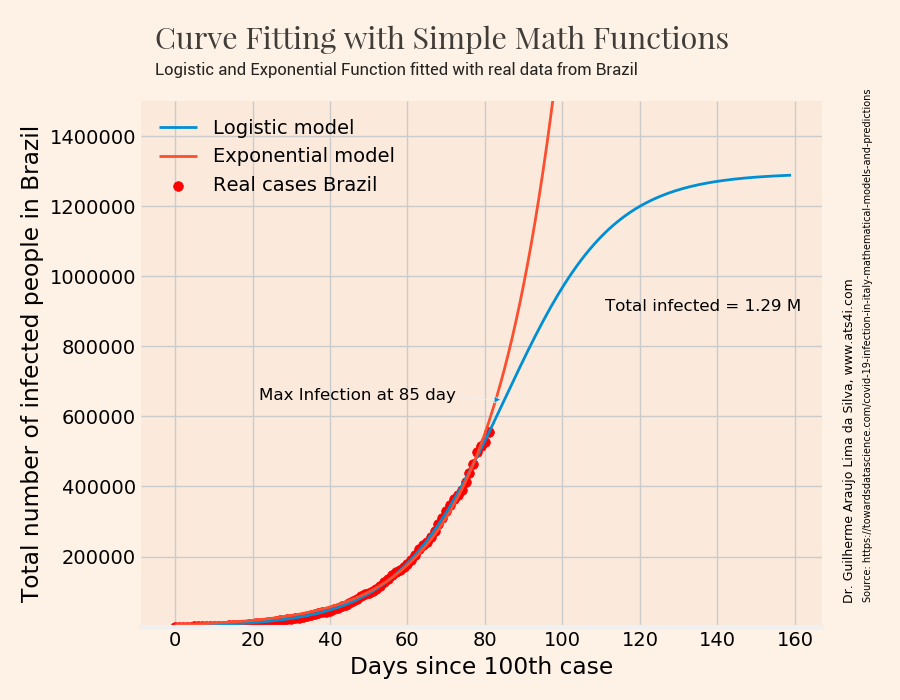 Curve Fitting with Simple Math Functions
Logistic and Exponential Function fitted with real data from Brazil
Logistic model
Exponential model
Real cases Brazil
Total number of infected people in Brazil
1400000
1200000
1000000
800000
600000
400000
200000
Total infected = 1.29 M
Max Infection at 85 day
0 20 40 60 80 100 120 140 160
Days since 100th case
Dr. Guilherme Araujo Lima da Silva, www.ats4i.com
Source: https://towardsdatascience.com/covid-19-infection-in-italy-mathematical-models-and-predictions